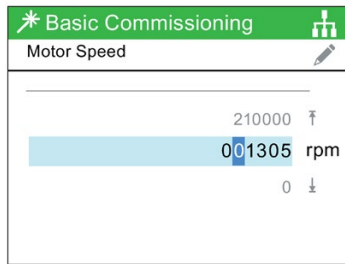 Basic Commissioning
Motor Speed
210000
001305 rpm
0